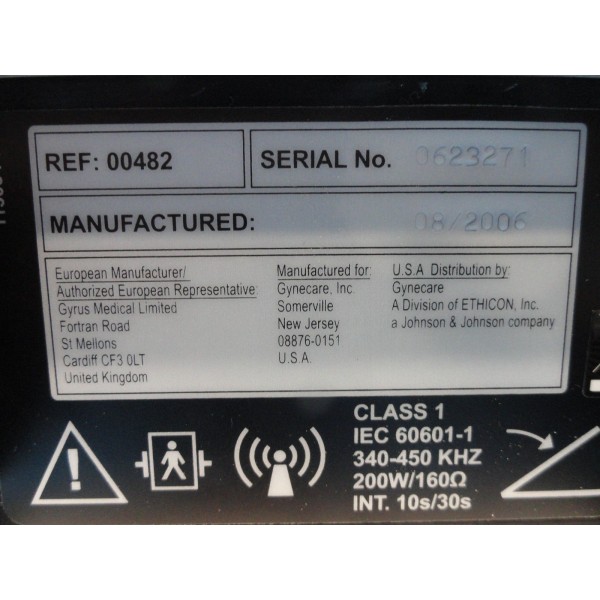 REF: 00482
SERIAL No. 0623271
MANUFACTURED: 08/2006
European Manufacturer/
Authorized European Representative:
Gyrus Medical Limited
Fortran Road
St Mellons
Cardiff CF3 0LT
United Kingdom
Manufactured for:
Gynecare, Inc.
Somerville
New Jersey
08876-0151
U.S.A.
U.S.A. Distribution by:
Gynecare
A Division of ETHICON, Inc.
a Johnson & Johnson company
CLASS 1
IEC 60601-1
340-450 KHZ
200W/160Ω
INT. 10s/30s